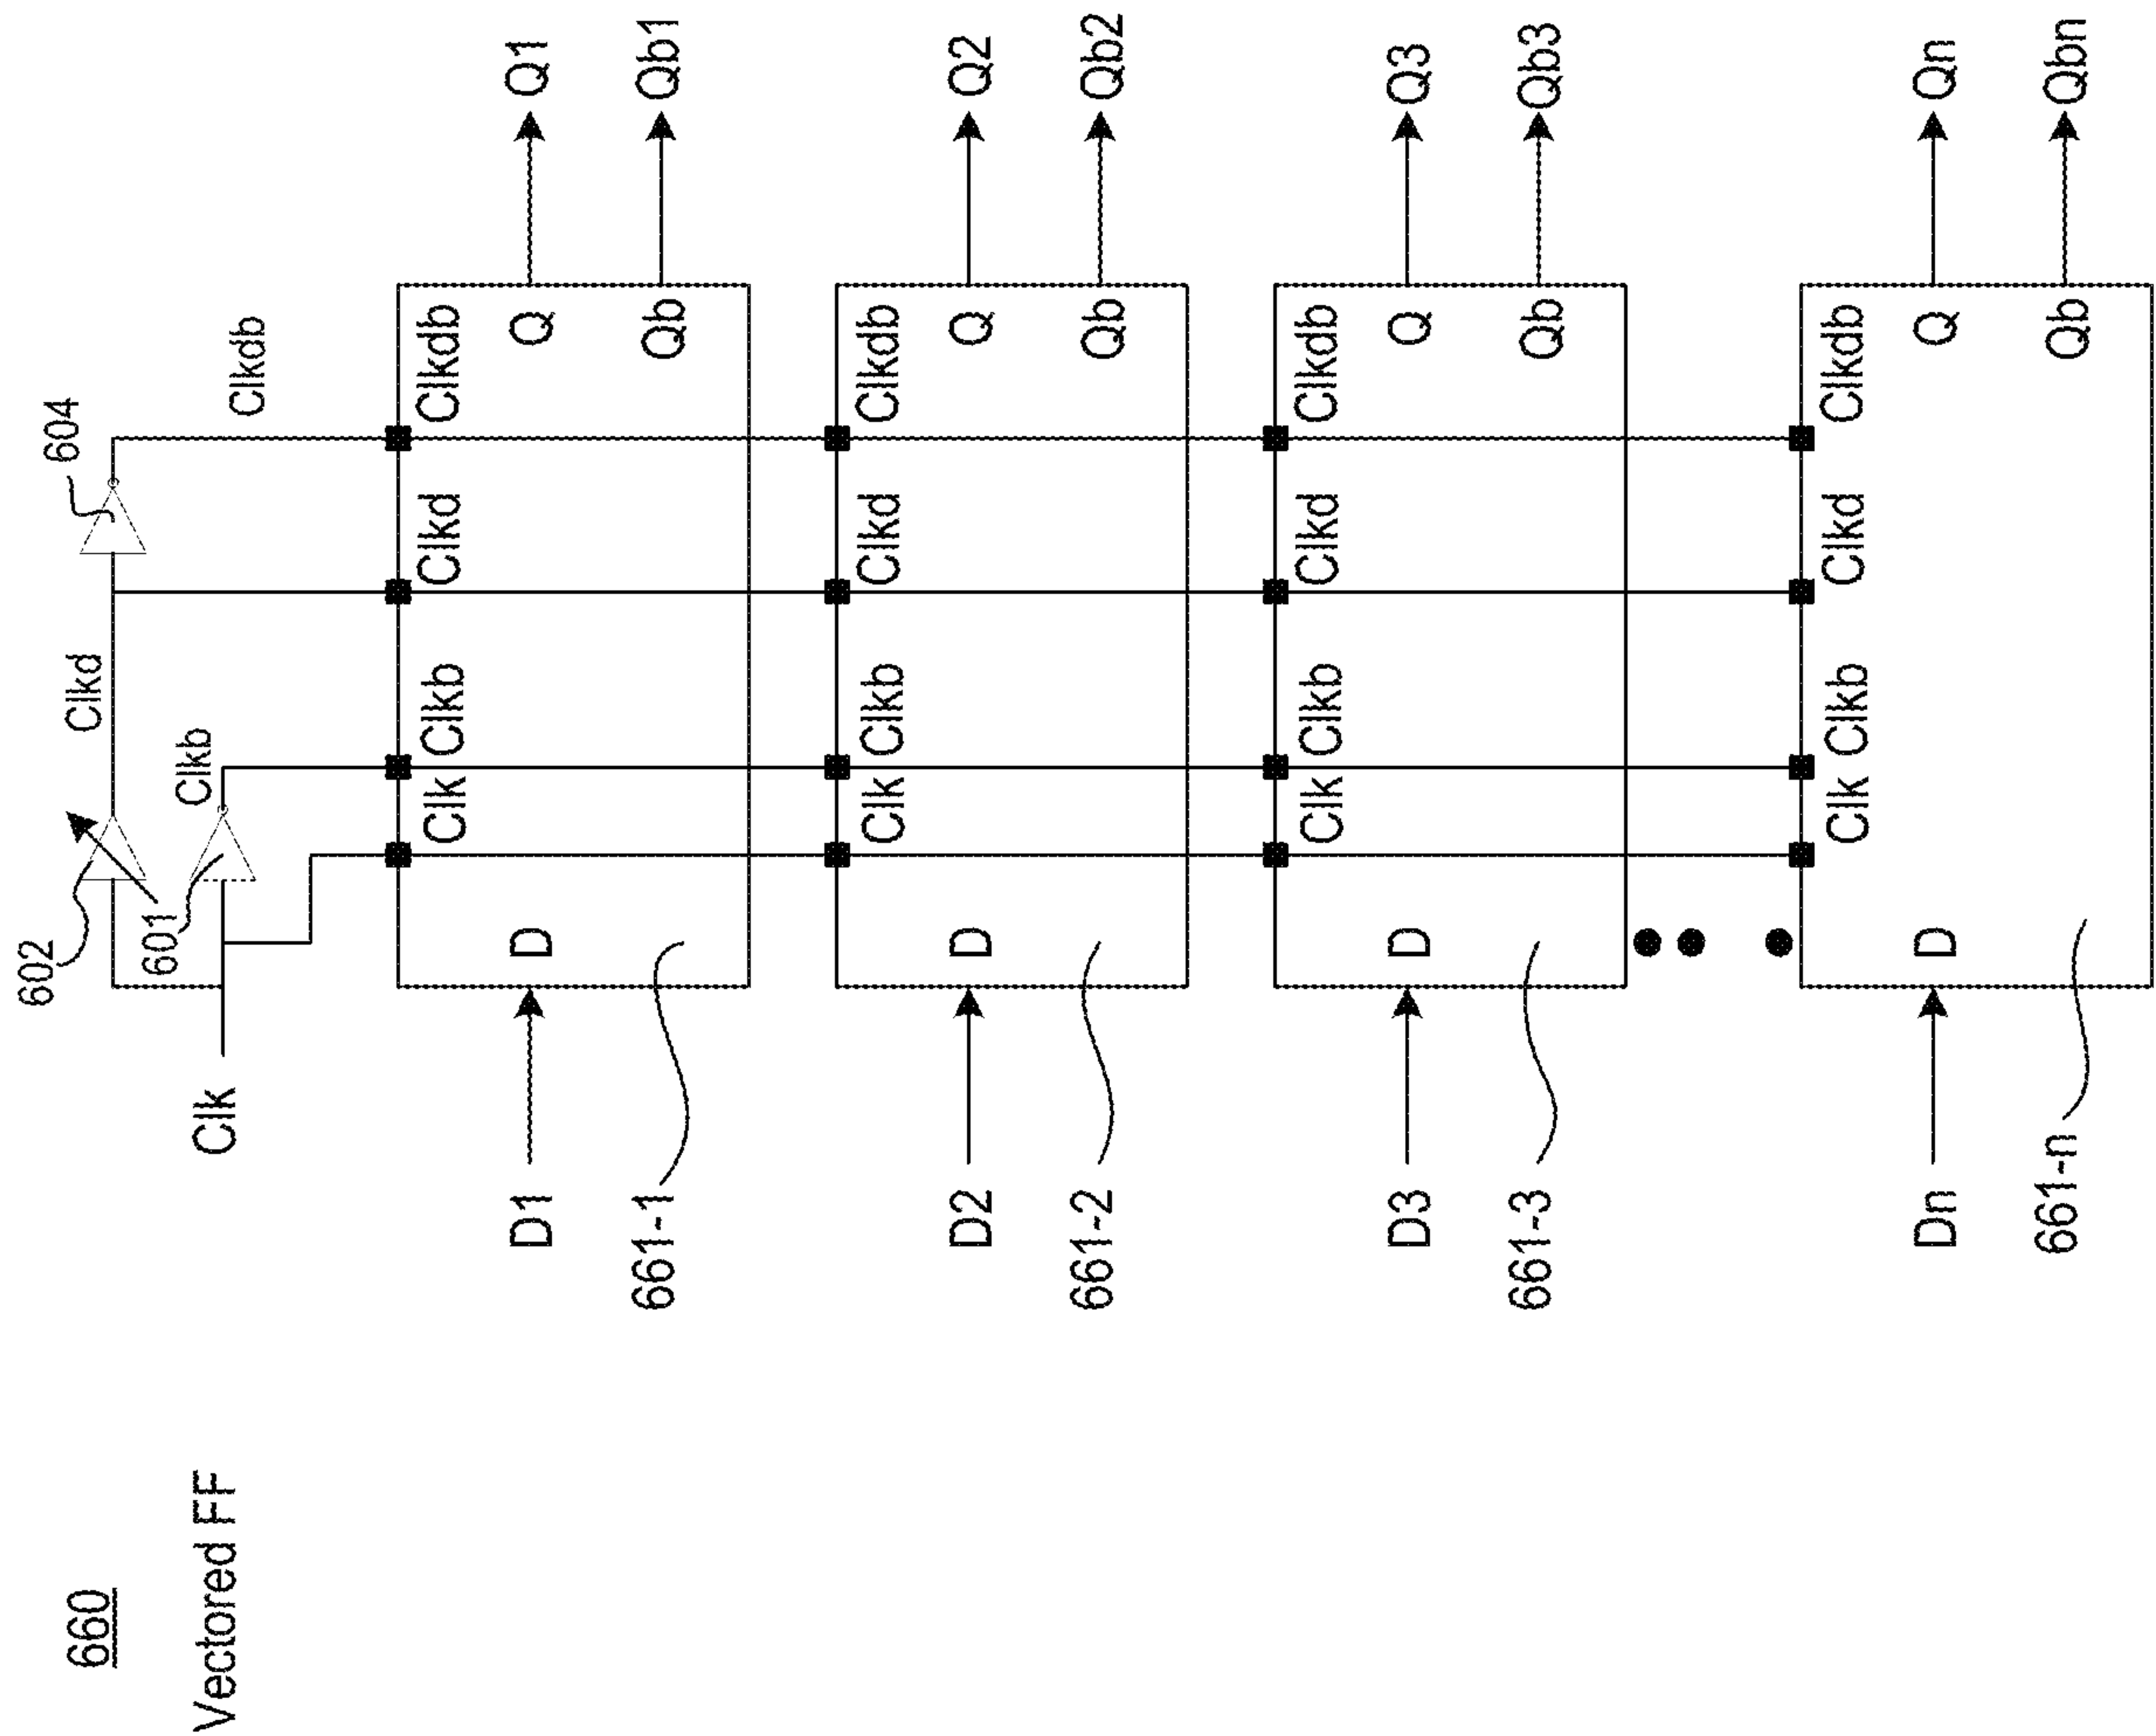 660
Vectored FF
602
601
604
Clk
Clkb
Clkd
Clkdb
D1
D
Clk
Clkb
Clkd
Clkdb
Q
Qb
Q1
Qb1
661-1
D2
D
Clk
Clkb
Clkd
Clkdb
Q
Qb
Q2
Qb2
661-2
D3
D
Clk
Clkb
Clkd
Clkdb
Q
Qb
Q3
Qb3
661-3
Dn
D
Clk
Clkb
Clkd
Clkdb
Q
Qb
Qn
Qbn
661-n